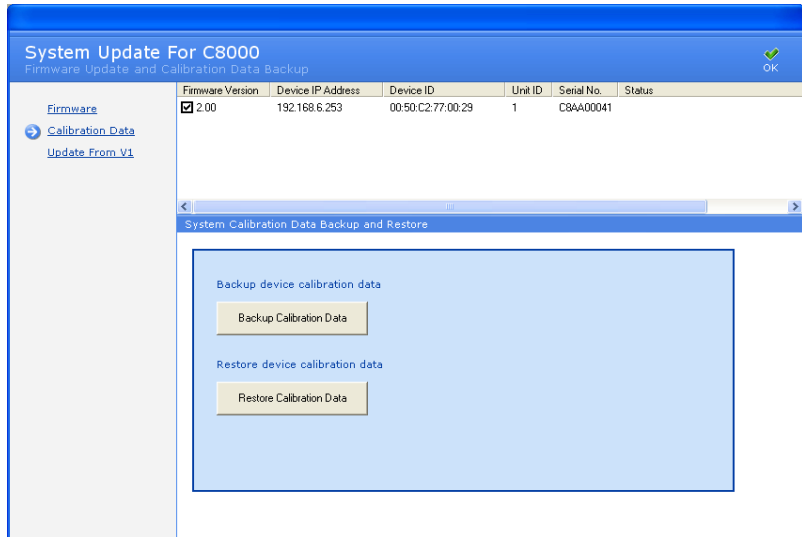 System Update For C8000
Firmware Update and Calibration Data Backup
OK
Firmware
Calibration Data
Update From V1
Firmware Version Device IP Address Device ID Unit ID Serial No. Status
2.00 192.168.6.253 00:50:C2:77:00:29 1 C8AA00041
System Calibration Data Backup and Restore
Backup device calibration data
Backup Calibration Data
Restore device calibration data
Restore Calibration Data